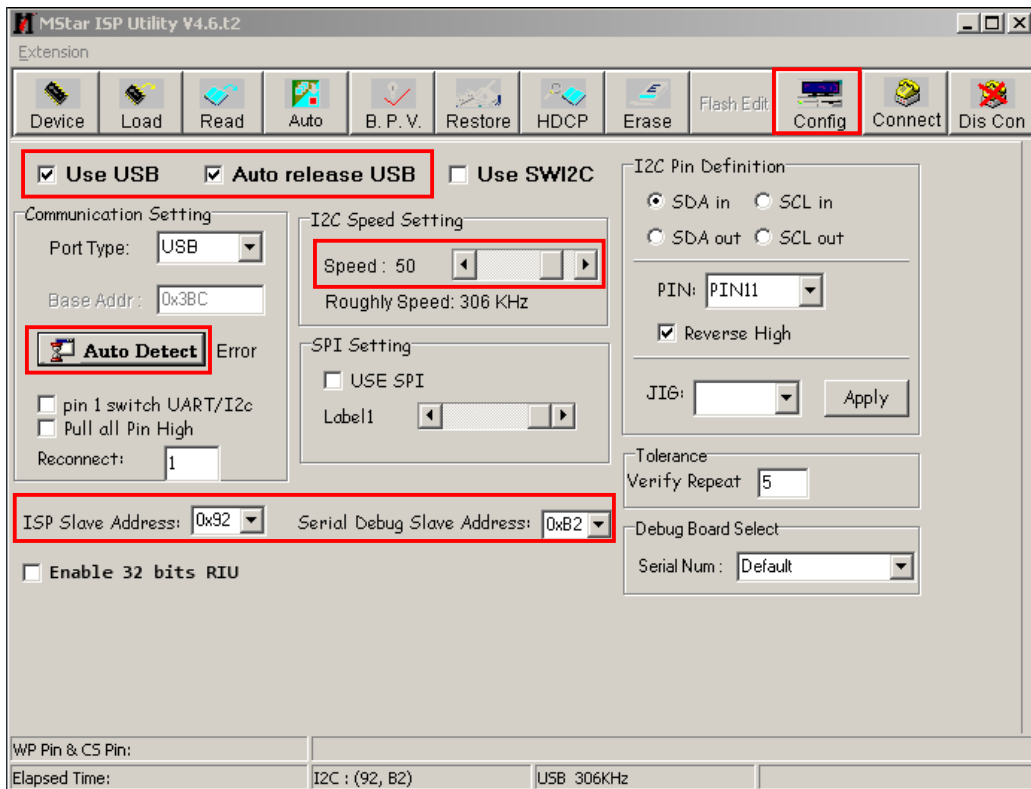 MStar ISP Utility V4.6.t2
Extension
Device Load Read Auto B. P. V. Restore HDCP Erase Flash Edit Config Connect Dis Con
Use USB Auto release USB Use SWI2C
Communication Setting
Port Type: USB
Base Addr : 0x3BC
Auto Detect Error
pin 1 switch UART/I2c
Pull all Pin High
Reconnect: 1
I2C Speed Setting
Speed : 50
Roughly Speed: 306 KHz
SPI Setting
USE SPI
Label1
I2C Pin Definition
SDA in SCL in
SDA out SCL out
PIN: PIN11
Reverse High
JIG: Apply
Tolerance
Verify Repeat 5
ISP Slave Address: 0x92 Serial Debug Slave Address: 0xB2
Debug Board Select
Serial Num : Default
Enable 32 bits RIU
WP Pin & CS Pin:
Elapsed Time: I2C : (92, B2) USB 306KHz